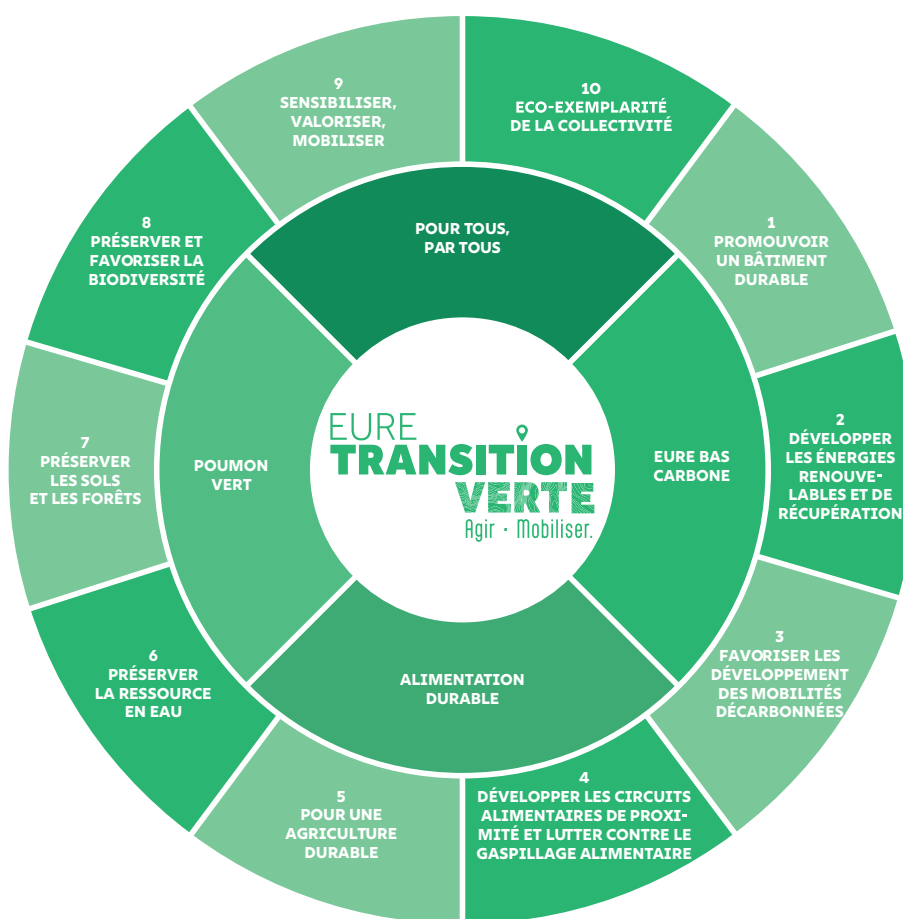 9
SENSIBILISER,
VALORISER,
MOBILISER
10
ECO-EXEMPLARITÉ
DE LA COLLECTIVITÉ
8
PRÉSERVER ET
FAVORISER LA
BIODIVERSITÉ
POUR TOUS,
PAR TOUS
1
PROMOUVOIR
UN BÂTIMENT
DURABLE
7
PRÉSERVER
LES SOLS
ET LES FORÊTS
POUMON
VERT
EURE
TRANSITION
VERTE
Agir · Mobiliser.
EURE BAS
CARBONE
2
DÉVELOPPER
LES ÉNERGIES
RENOUVE-
LABLES ET DE
RÉCUPÉRATION
6
PRÉSERVER
LA RESSOURCE
EN EAU
ALIMENTATION
DURABLE
3
FAVORISER LES
DÉVELOPPEMENT
DES MOBILITÉS
DÉCARBONNÉES
5
POUR UNE
AGRICULTURE
DURABLE
4
DÉVELOPPER LES CIRCUITS
ALIMENTAIRES DE PROXI-
MITÉ ET LUTTER CONTRE LE
GASPILLAGE ALIMENTAIRE